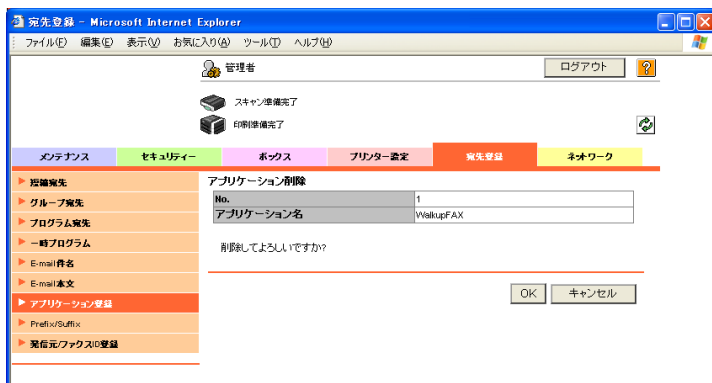 宛先登録 - Microsoft Internet Explorer
ファイル(F) 編集(E) 表示(V) お気に入り(A) ツール(T) ヘルプ(H)
管理者 ログアウト ?
スキャン準備完了
印刷準備完了
メンテナンス セキュリティー ボックス プリンター設定 宛先登録 ネットワーク
短縮宛先
グループ宛先
プログラム宛先
一時プログラム
E-mail件名
E-mail本文
アプリケーション登録
Prefix/Suffix
発信元/ファクスID登録
アプリケーション削除
No. 1
アプリケーション名 WalkupFAX
削除してよろしいですか?
OK キャンセル